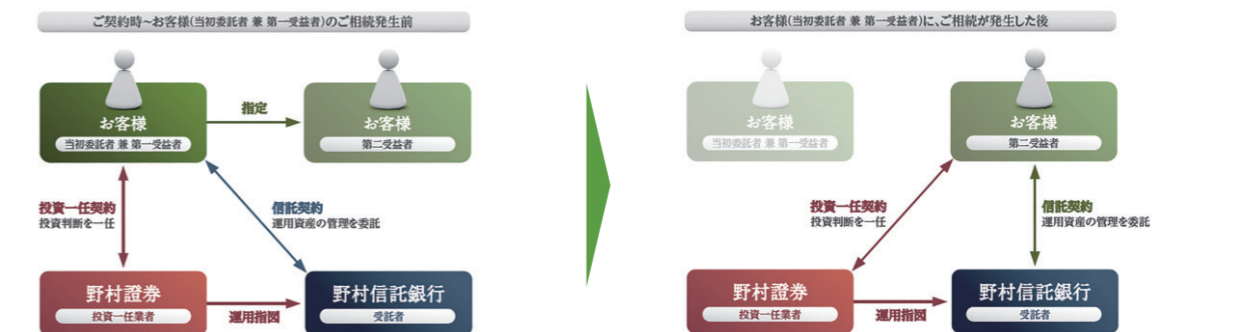 ご契約時~お客様(当初委託者 兼 第一受益者)のご相続発生前
お客様
当初委託者 兼 第一受益者
指定
お客様
第二受益者
投資一任契約
投資判断を一任
信託契約
運用資産の管理を委託
野村證券
投資一任業者
運用指図
野村信託銀行
受託者
お客様(当初委託者 兼 第一受益者)に、ご相続が発生した後
お客様
当初委託者 兼 第一受益者
お客様
第二受益者
投資一任契約
投資判断を一任
信託契約
運用資産の管理を委託
野村證券
投資一任業者
運用指図
野村信託銀行
受託者